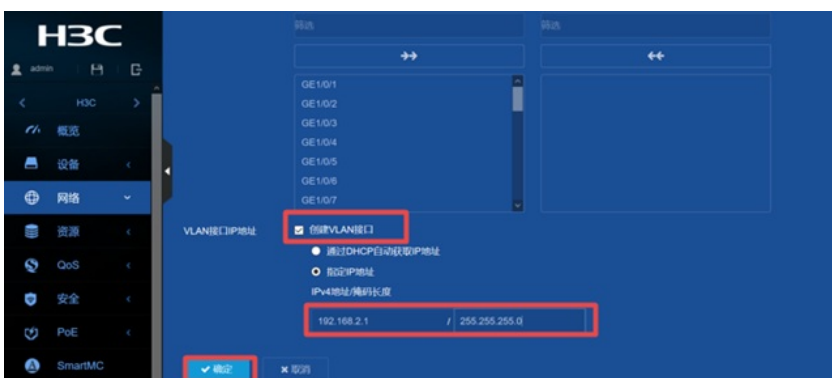 H3C
筛选 筛选
admin
H3C
GE1/0/1
GE1/0/2
概览
GE1/0/3
GE1/0/4
设备
GE1/0/5
GE1/0/6
网络
GE1/0/7
资源
VLAN接口IP地址 创建VLAN接口
通过DHCP自动获取IP地址
QoS
指定IP地址
IPv4地址/掩码长度
安全
192.168.2.1 / 255.255.255.0
PoE
SmartMC
确定 取消